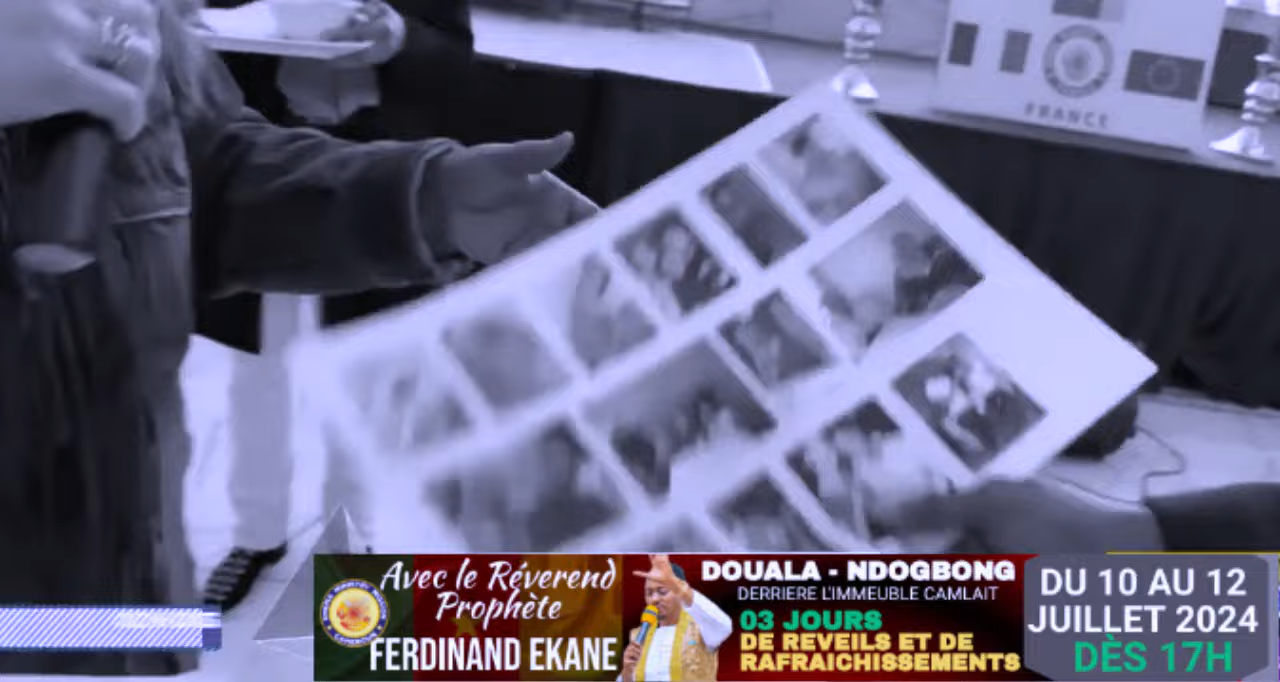 FRANCE
Avec le Réverend
Prophète
FERDINAND EKANE
DOUALA - NDOGBONG
DERRIERE L'IMMEUBLE CAMLAIT
03 JOURS
DE REVEILS ET DE
RAFRAICHISSEMENTS
DU 10 AU 12
JUILLET 2024
DÈS 17H